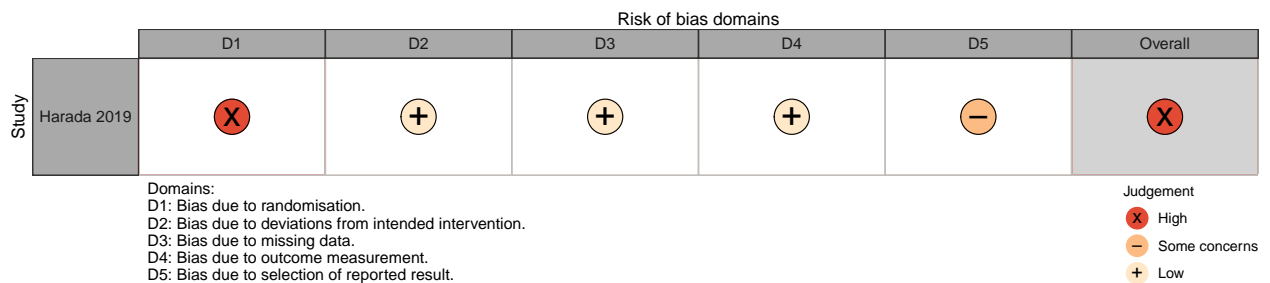 Risk of bias domains
D1 D2 D3 D4 D5 Overall
Study
Harada 2019 X + + + − X
Domains:
D1: Bias due to randomisation.
D2: Bias due to deviations from intended intervention.
D3: Bias due to missing data.
D4: Bias due to outcome measurement.
D5: Bias due to selection of reported result.
Judgement
X High
− Some concerns
+ Low